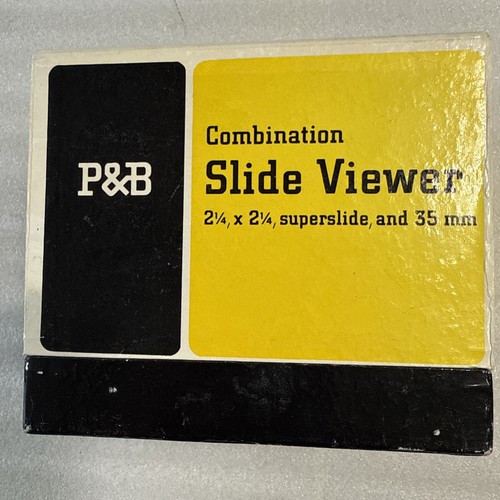 P&B
Combination
Slide Viewer
2¼, x 2¼, superslide, and 35 mm